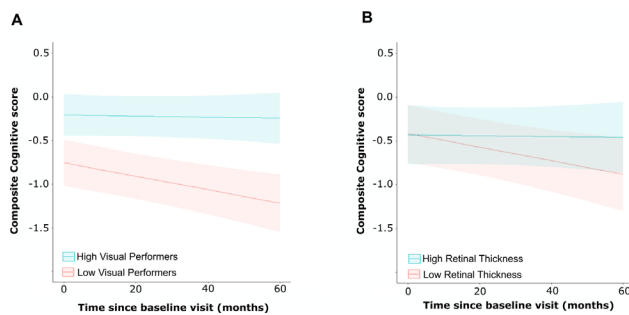 A
Composite Cognitive score
0.5
0.0
-0.5
-1.0
-1.5
High Visual Performers
Low Visual Performers
0
20
40
60
Time since baseline visit (months)
B
Composite Cognitive score
0.5
0.0
-0.5
-1.0
-1.5
High Retinal Thickness
Low Retinal Thickness
0
20
40
60
Time since baseline visit (months)